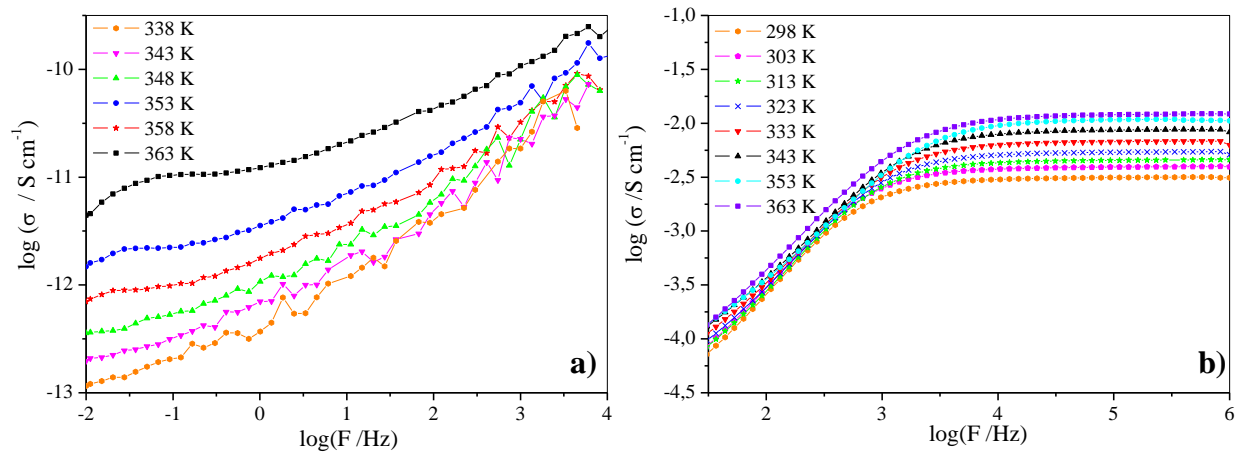 338 K
343 K
348 K
353 K
358 K
363 K
-10
-11
-12
-13
-2
-1
0
1
2
3
4
log (σ / S cm⁻¹)
log(F /Hz)
a)
298 K
303 K
313 K
323 K
333 K
343 K
353 K
363 K
-1,0
-1,5
-2,0
-2,5
-3,0
-3,5
-4,0
-4,5
2
3
4
5
6
log (σ / S cm⁻¹)
log(F /Hz)
b)